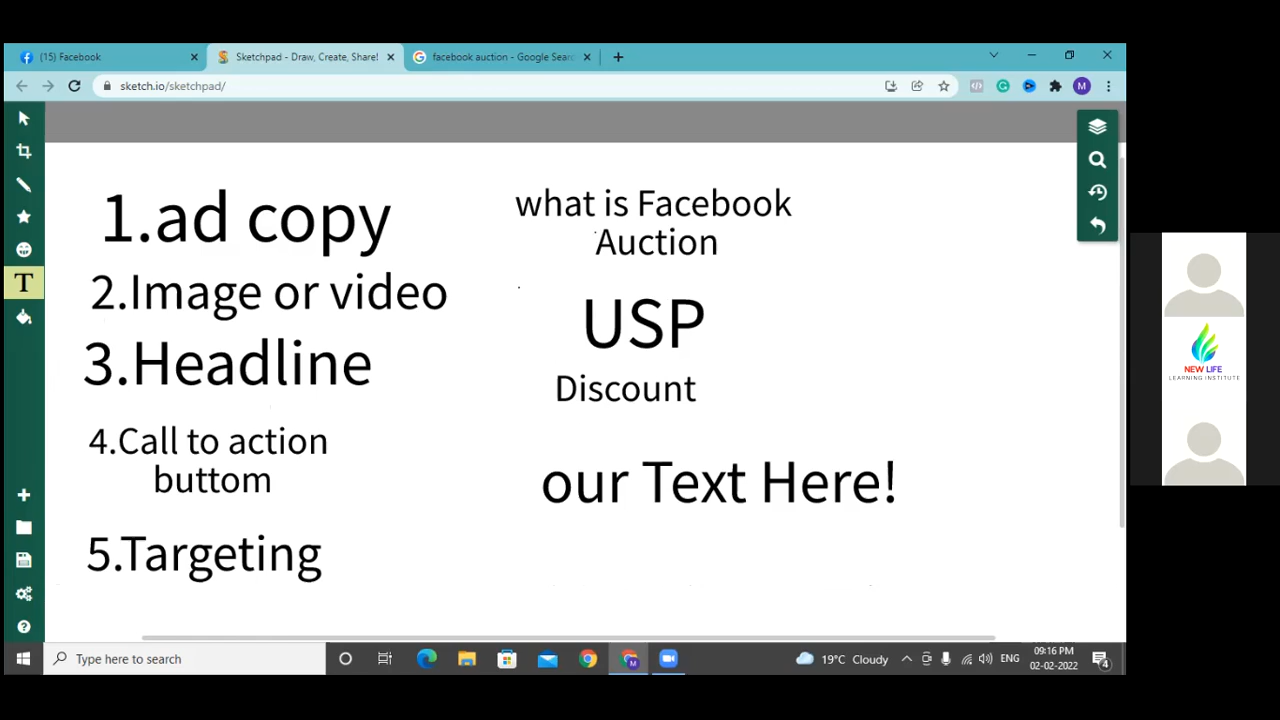 (15) Facebook
Sketchpad - Draw, Create, Share!
facebook auction - Google Sear
sketch.io/sketchpad/
M
1.ad copy
2.Image or video
3.Headline
4.Call to action
buttom
5.Targeting
what is Facebook
Auction
USP
Discount
our Text Here!
T
NEW LIFE
LEARNING INSTITUTE
Type here to search
19°C Cloudy
ENG
09:16 PM
02-02-2022
4